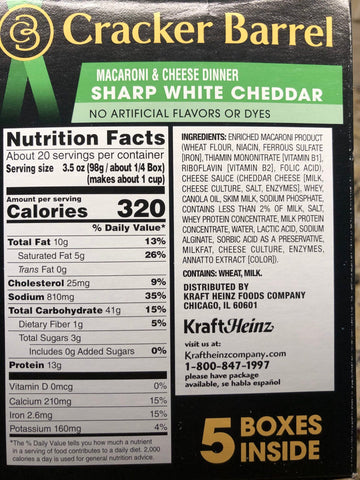 Cracker Barrel
MACARONI & CHEESE DINNER
SHARP WHITE CHEDDAR
NO ARTIFICIAL FLAVORS OR DYES
Nutrition Facts
About 20 servings per container
Serving size 3.5 oz (98g / about 1/4 Box)
(makes about 1 cup)
Amount per serving
Calories 320
% Daily Value*
Total Fat 10g 13%
Saturated Fat 5g 26%
Trans Fat 0g
Cholesterol 25mg 9%
Sodium 810mg 35%
Total Carbohydrate 41g 15%
Dietary Fiber 1g 5%
Total Sugars 3g
Includes 0g Added Sugars 0%
Protein 13g
Vitamin D 0mcg 0%
Calcium 210mg 15%
Iron 2.6mg 15%
Potassium 160mg 4%
*The % Daily Value tells you how much a nutrient
in a serving of food contributes to a daily diet. 2,000
calories a day is used for general nutrition advice.
INGREDIENTS: ENRICHED MACARONI PRODUCT
(WHEAT FLOUR, NIACIN, FERROUS SULFATE
[IRON], THIAMIN MONONITRATE [VITAMIN B1],
RIBOFLAVIN [VITAMIN B2], FOLIC ACID),
CHEESE SAUCE (CHEDDAR CHEESE [MILK,
CHEESE CULTURE, SALT, ENZYMES], WHEY,
CANOLA OIL, SKIM MILK, SODIUM PHOSPHATE,
CONTAINS LESS THAN 2% OF MILK, SALT,
WHEY PROTEIN CONCENTRATE, MILK PROTEIN
CONCENTRATE, WATER, LACTIC ACID, SODIUM
ALGINATE, SORBIC ACID AS A PRESERVATIVE,
MILKFAT, CHEESE CULTURE, ENZYMES,
ANNATTO EXTRACT [COLOR]).
CONTAINS: WHEAT, MILK.
DISTRIBUTED BY
KRAFT HEINZ FOODS COMPANY
CHICAGO, IL 60601
KraftHeinz
visit us at:
Kraftheinzcompany.com
1-800-847-1997
please have package
available, se habla español
5 BOXES
INSIDE